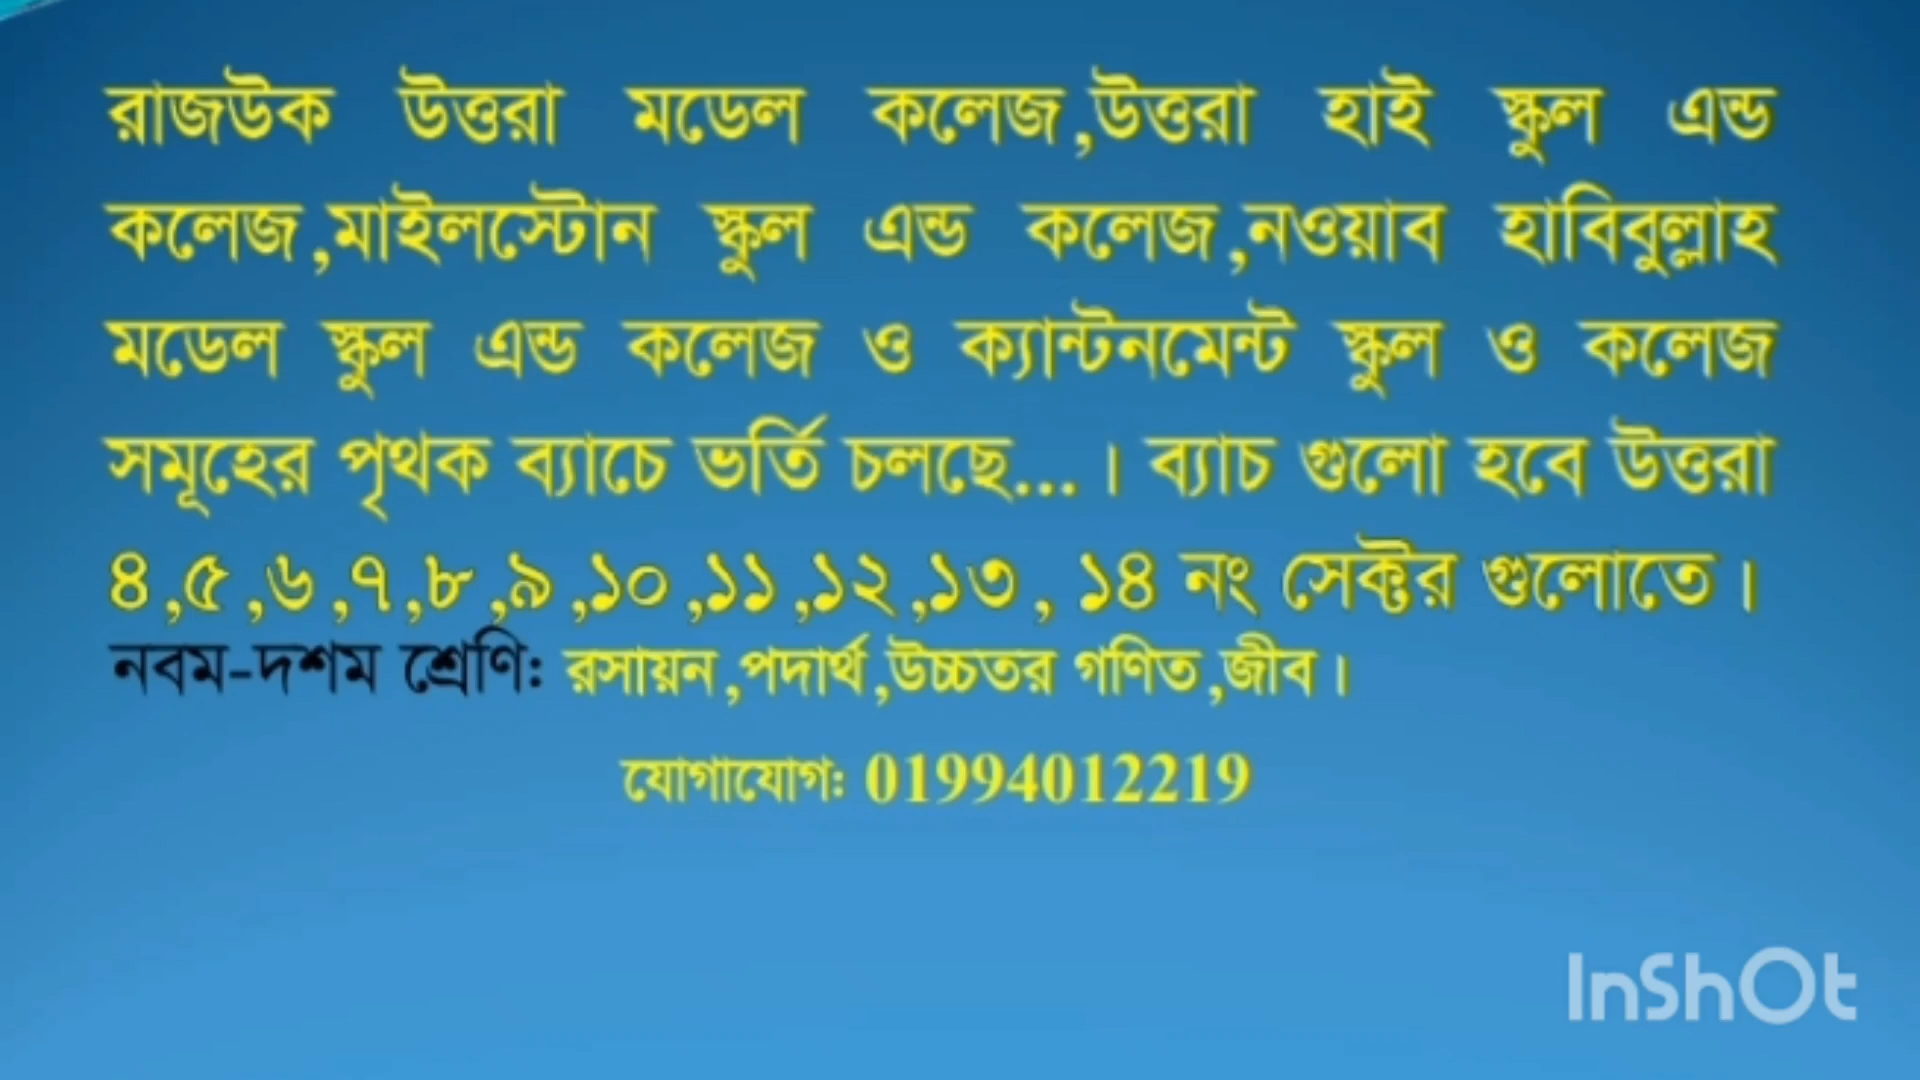 রাজউক উত্তরা মডেল কলেজ,উত্তরা হাই স্কুল এন্ড
কলেজ,মাইলস্টোন স্কুল এন্ড কলেজ,নওয়াব হাবিবুল্লাহ
মডেল স্কুল এন্ড কলেজ ও ক্যান্টনমেন্ট স্কুল ও কলেজ
সমূহের পৃথক ব্যাচে ভর্তি চলছে...। ব্যাচ গুলো হবে উত্তরা
৪,৫,৬,৭,৮,৯,১০,১১,১২,১৩, ১৪ নং সেক্টর গুলোতে।
নবম-দশম শ্রেণিঃ রসায়ন,পদার্থ,উচ্চতর গণিত,জীব।
যোগাযোগঃ 01994012219
InShOt